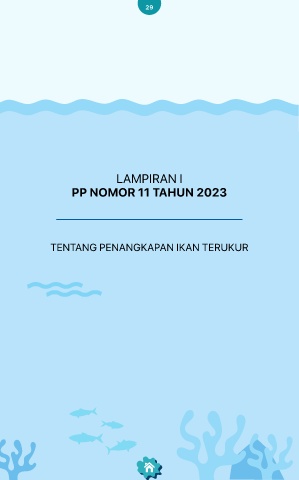 29
LAMPIRAN I
PP NOMOR 11 TAHUN 2023
TENTANG PENANGKAPAN IKAN TERUKUR